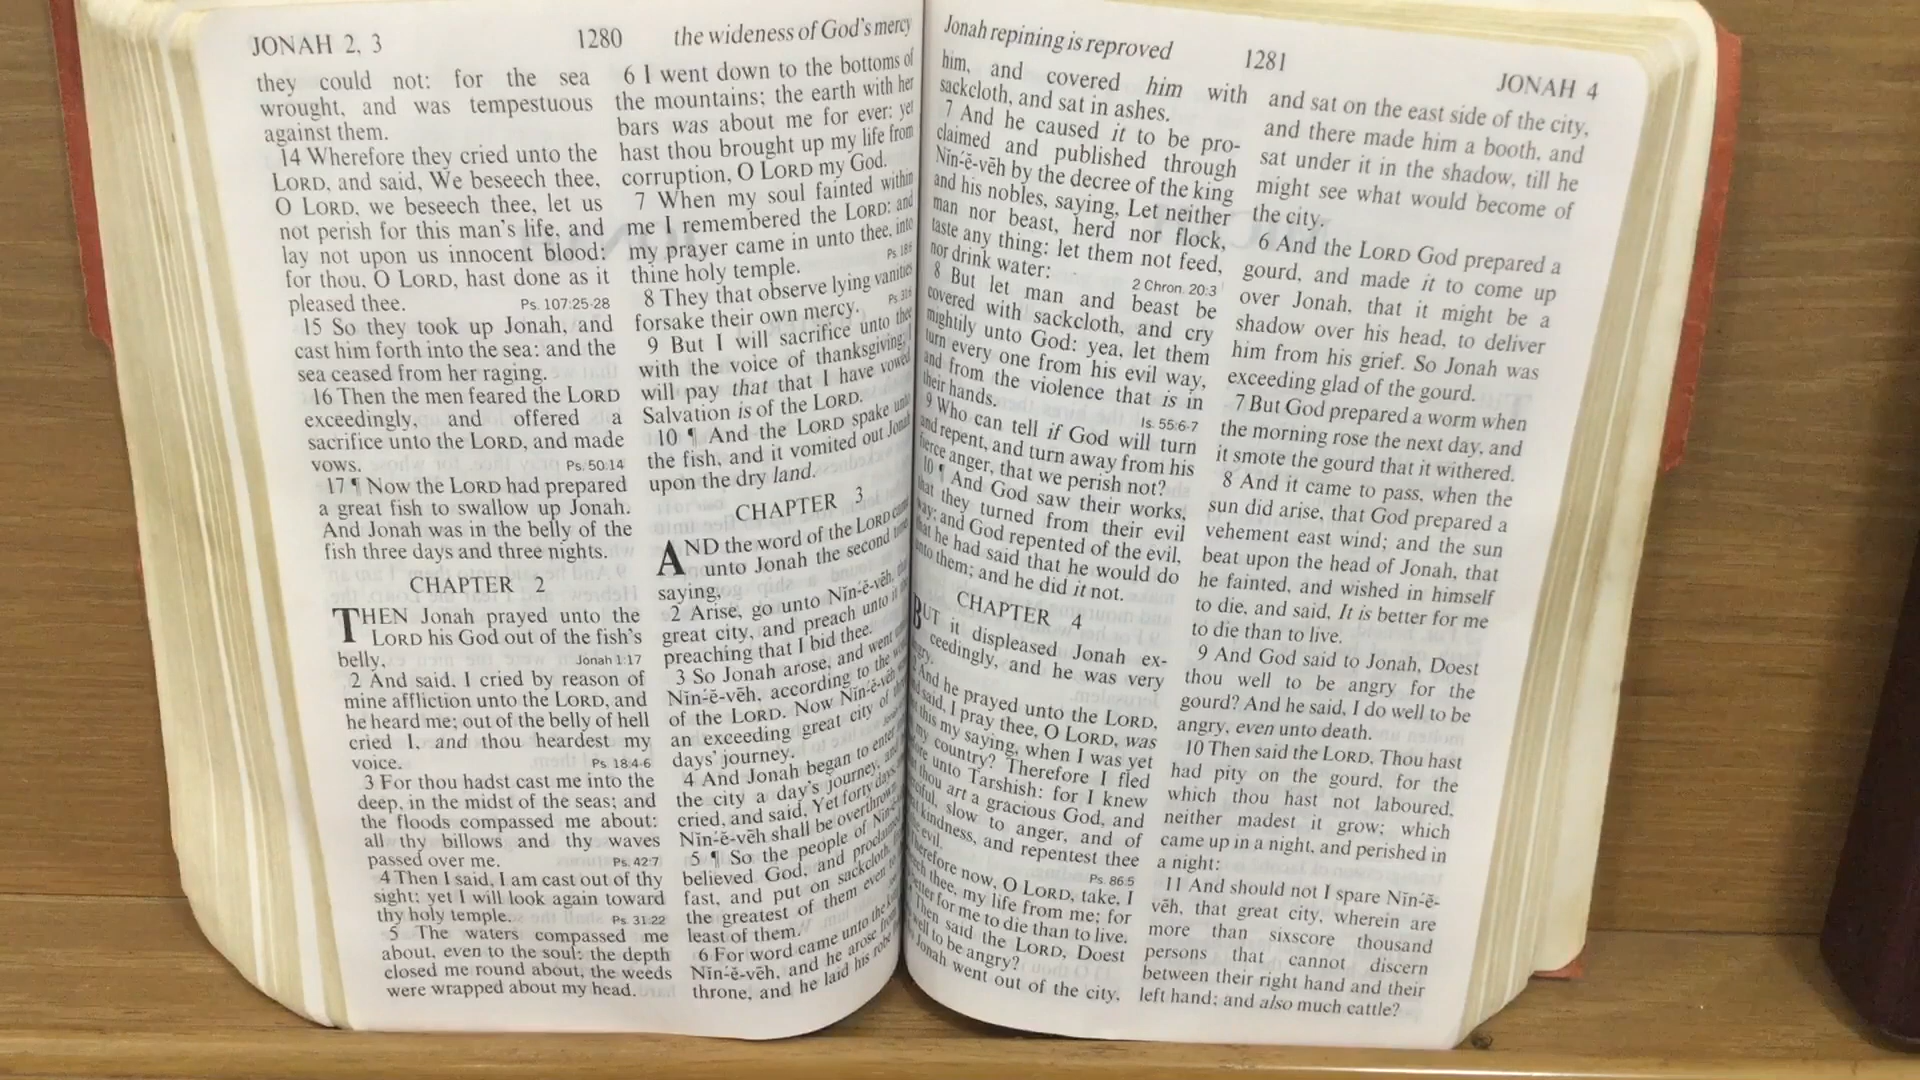 JONAH 2, 3
1280
the wideness of God's mercy
they could not: for the sea
wrought, and was tempestuous
against them.
14 Wherefore they cried unto the
LORD, and said, We beseech thee,
O LORD, we beseech thee, let us
not perish for this man's life, and
lay not upon us innocent blood:
for thou, O LORD, hast done as it
pleased thee. Ps. 107:25-28
15 So they took up Jonah, and
cast him forth into the sea: and the
sea ceased from her raging.
16 Then the men feared the LORD
exceedingly, and offered a
sacrifice unto the LORD, and made
vows. Ps. 50:14
17 ¶ Now the LORD had prepared
a great fish to swallow up Jonah.
And Jonah was in the belly of the
fish three days and three nights.
CHAPTER 2
THEN Jonah prayed unto the
LORD his God out of the fish's
belly, Jonah 1:17
2 And said, I cried by reason of
mine affliction unto the LORD, and
he heard me; out of the belly of hell
cried I, and thou heardest my
voice. Ps. 18:4-6
3 For thou hadst cast me into the
deep, in the midst of the seas; and
the floods compassed me about:
all thy billows and thy waves
passed over me. Ps. 42:7
4 Then I said, I am cast out of thy
sight; yet I will look again toward
thy holy temple. Ps. 31:22
5 The waters compassed me
about, even to the soul: the depth
closed me round about, the weeds
were wrapped about my head.
6 I went down to the bottoms of
the mountains; the earth with her
bars was about me for ever: yet
hast thou brought up my life from
corruption, O LORD my God.
7 When my soul fainted within
me I remembered the LORD: and
my prayer came in unto thee, into
thine holy temple. Ps. 18:6
8 They that observe lying vanities
forsake their own mercy. Ps. 31:6
9 But I will sacrifice unto thee
with the voice of thanksgiving;
will pay that that I have vowed.
Salvation is of the LORD.
10 ¶ And the LORD spake unto
the fish, and it vomited out Jonah
upon the dry land.
CHAPTER 3
AND the word of the LORD came
unto Jonah the second time,
saying,
2 Arise, go unto Nĭn´-ĕ-vēh, that
great city, and preach unto it the
preaching that I bid thee.
3 So Jonah arose, and went unto
Nĭn´-ĕ-vēh, according to the word
of the LORD. Now Nĭn´-ĕ-vēh was
an exceeding great city of three
days' journey.
4 And Jonah began to enter
the city a day's journey, and
cried, and said, Yet forty days,
Nĭn´-ĕ-vēh shall be overthrown.
5 ¶ So the people of
believed God, and proclaimed
fast, and put on sackcloth,
the greatest of them even to
least of them.
6 For word came unto the
Nĭn´-ĕ-vēh, and he arose from
throne, and he laid his robe
Jonah repining is reproved
1281
JONAH 4
him, and covered him with
sackcloth, and sat in ashes.
7 And he caused it to be pro-
claimed and published through
Nĭn´-ĕ-vēh by the decree of the king
and his nobles, saying, Let neither
man nor beast, herd nor flock,
taste any thing: let them not feed,
nor drink water: 2 Chron. 20:3
8 But let man and beast be
covered with sackcloth, and cry
mightily unto God: yea, let them
turn every one from his evil way,
and from the violence that is in
their hands. Is. 55:6-7
9 Who can tell if God will turn
and repent, and turn away from his
fierce anger, that we perish not?
10 ¶ And God saw their works,
that they turned from their evil
way; and God repented of the evil,
that he had said that he would do
unto them; and he did it not.
CHAPTER 4
BUT it displeased Jonah ex-
ceedingly, and he was very
2 And he prayed unto the LORD,
and said, I pray thee, O LORD, was
this my saying, when I was yet
my country? Therefore I fled
unto Tarshish: for I knew
thou art a gracious God, and
slow to anger, and of
kindness, and repentest thee
evil. Ps. 86:5
Therefore now, O LORD, take, I
thee, my life from me; for
better for me to die than to live.
Then said the LORD, Doest
well to be angry?
Jonah went out of the city,
and sat on the east side of the city,
and there made him a booth, and
sat under it in the shadow, till he
might see what would become of
the city.
6 And the LORD God prepared a
gourd, and made it to come up
over Jonah, that it might be a
shadow over his head, to deliver
him from his grief. So Jonah was
exceeding glad of the gourd.
7 But God prepared a worm when
the morning rose the next day, and
it smote the gourd that it withered.
8 And it came to pass, when the
sun did arise, that God prepared a
vehement east wind; and the sun
beat upon the head of Jonah, that
he fainted, and wished in himself
to die, and said, It is better for me
to die than to live.
9 And God said to Jonah, Doest
thou well to be angry for the
gourd? And he said, I do well to be
angry, even unto death.
10 Then said the LORD, Thou hast
had pity on the gourd, for the
which thou hast not laboured,
neither madest it grow; which
came up in a night, and perished in
a night:
11 And should not I spare Nĭn´-ĕ-
vēh, that great city, wherein are
more than sixscore thousand
persons that cannot discern
between their right hand and their
left hand; and also much cattle?